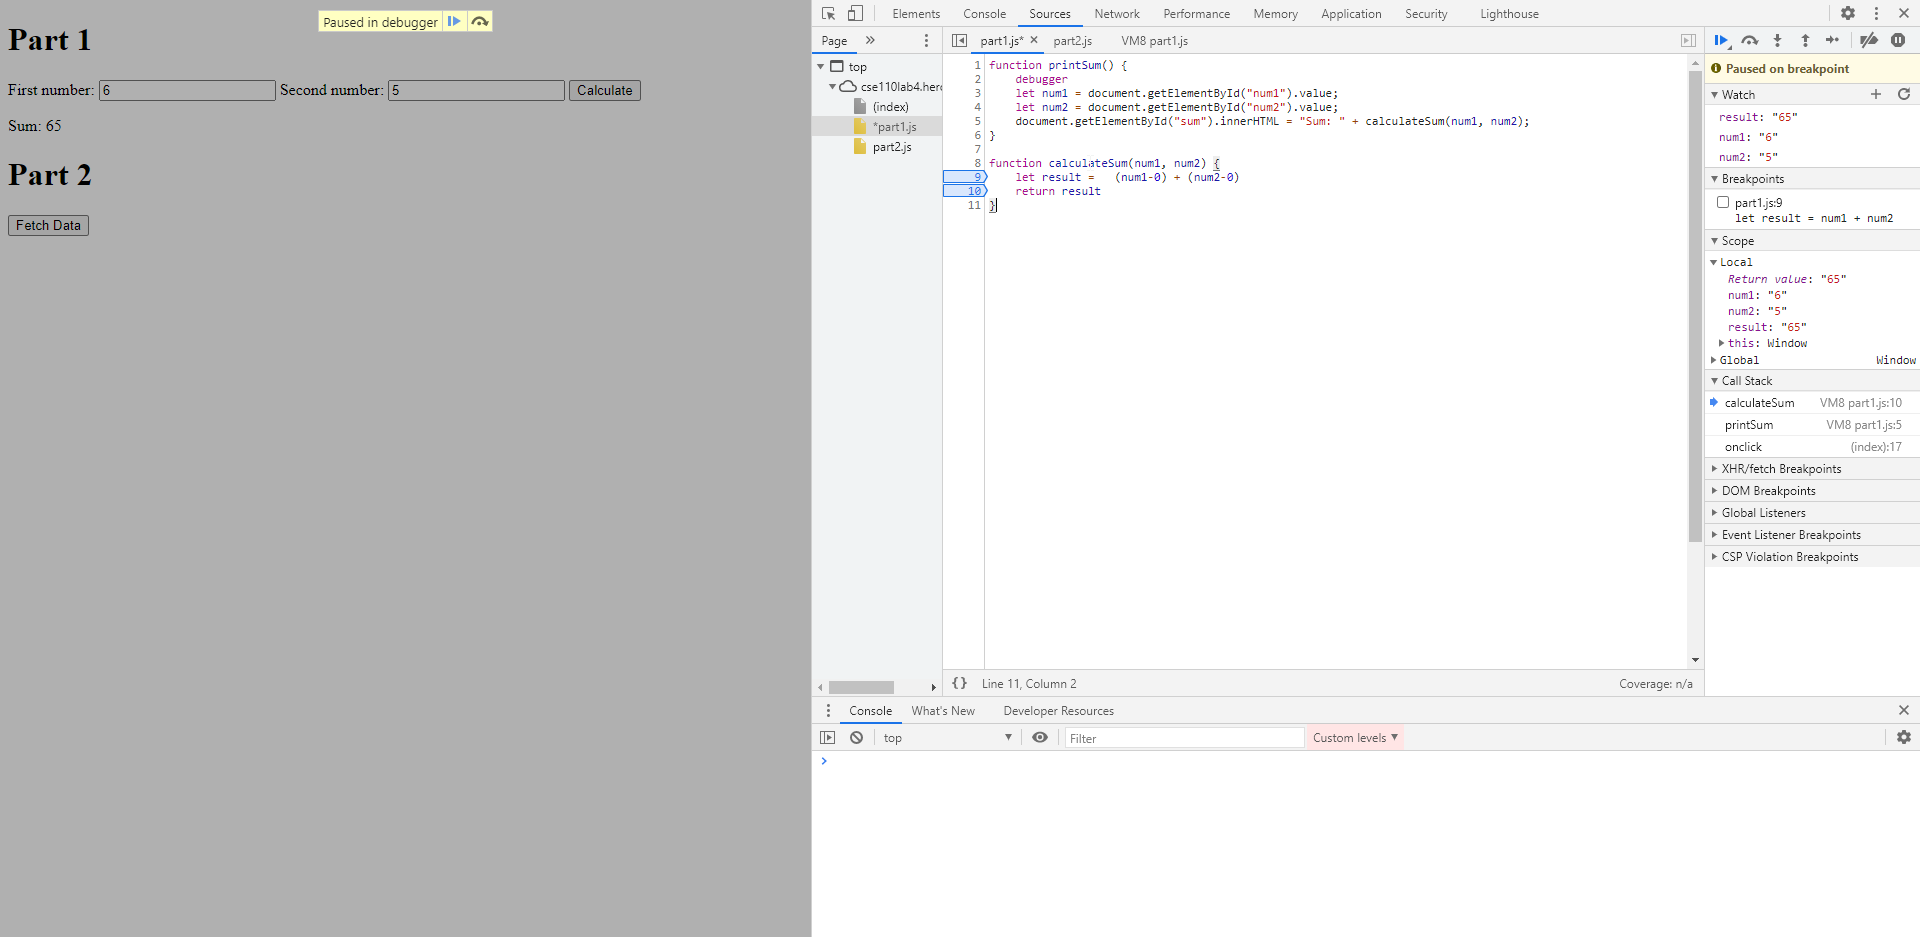 Paused in debugger
Part 1
First number: 6 Second number: 5 Calculate
Sum: 65
Part 2
Fetch Data
Elements Console Sources Network Performance Memory Application Security Lighthouse
Page »
top
cse110lab4.hero
(index)
*part1.js
part2.js
part1.js* × part2.js VM8 part1.js
1 function printSum() {
2 debugger
3 let num1 = document.getElementById("num1").value;
4 let num2 = document.getElementById("num2").value;
5 document.getElementById("sum").innerHTML = "Sum: " + calculateSum(num1, num2);
6 }
7
8 function calculateSum(num1, num2) {
9 let result =   (num1-0) + (num2-0)
10 return result
11 }
{} Line 11, Column 2 Coverage: n/a
Paused on breakpoint
Watch
result: "65"
num1: "6"
num2: "5"
Breakpoints
part1.js:9
let result = num1 + num2
Scope
Local
Return value: "65"
num1: "6"
num2: "5"
result: "65"
this: Window
Global Window
Call Stack
calculateSum VM8 part1.js:10
printSum VM8 part1.js:5
onclick (index):17
XHR/fetch Breakpoints
DOM Breakpoints
Global Listeners
Event Listener Breakpoints
CSP Violation Breakpoints
Console What's New Developer Resources
top Filter Custom levels